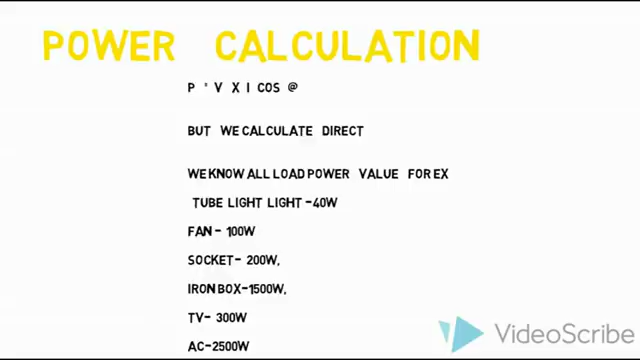 POWER CALCULATION
P = V X I COS @
BUT WE CALCULATE DIRECT
WE KNOW ALL LOAD POWER VALUE FOR EX
TUBE LIGHT LIGHT -40W
FAN - 100W
SOCKET- 200W,
IRON BOX-1500W,
TV- 300W
AC-2500W
VideoScribe